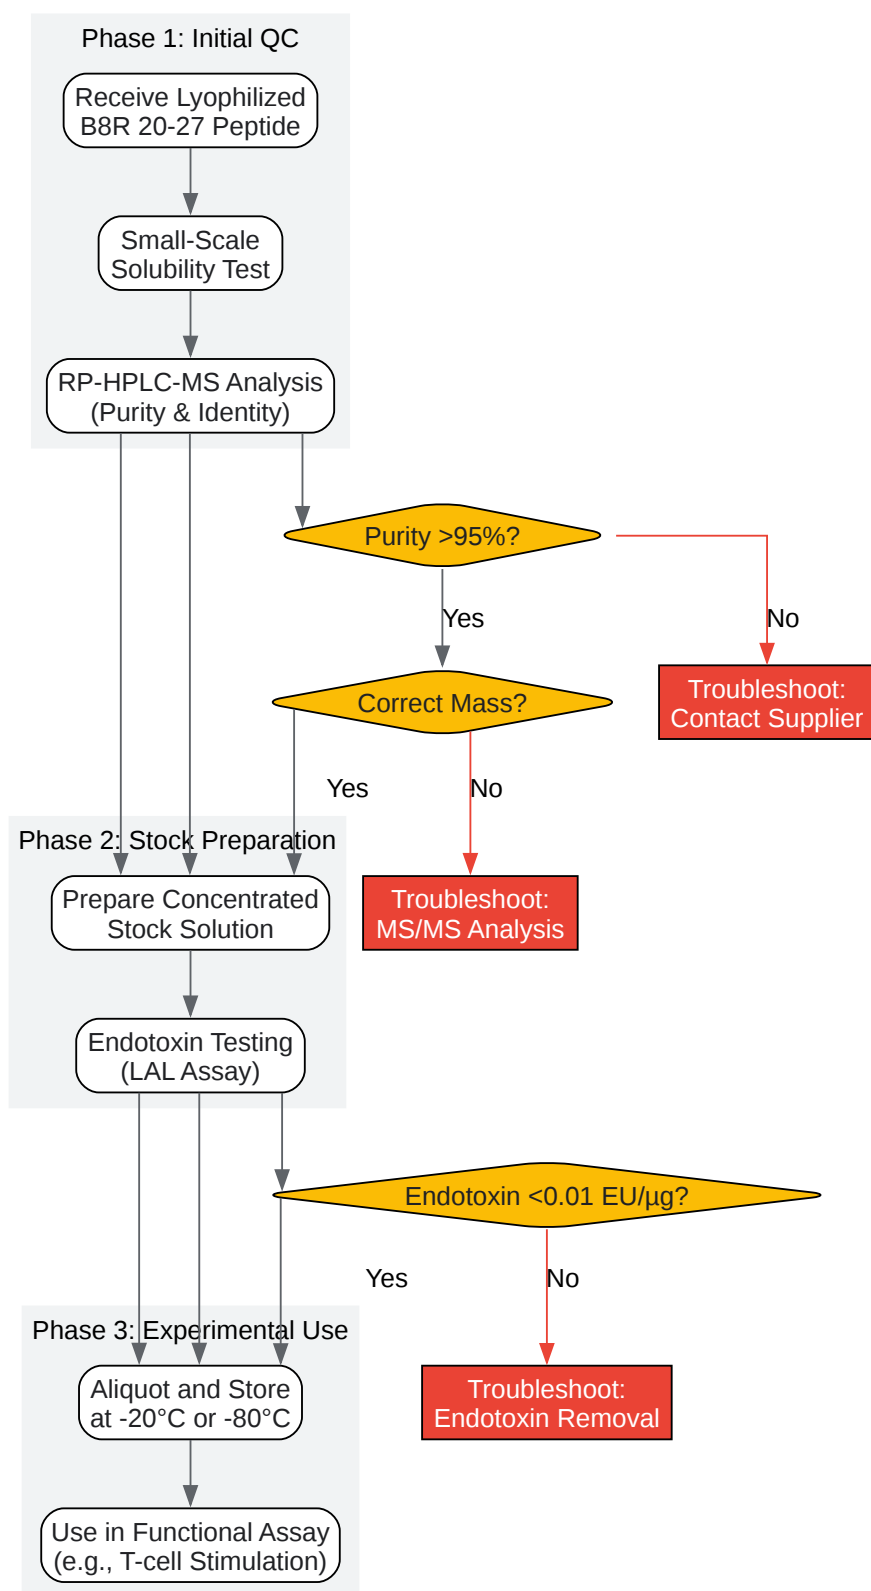 Phase 1: Initial QC
Receive Lyophilized
B8R 20-27 Peptide
Small-Scale
Solubility Test
RP-HPLC-MS Analysis
(Purity & Identity)
Purity >95%?
Yes
No
Troubleshoot:
Contact Supplier
Correct Mass?
Yes
No
Phase 2: Stock Preparation
Prepare Concentrated
Stock Solution
Troubleshoot:
MS/MS Analysis
Endotoxin Testing
(LAL Assay)
Endotoxin <0.01 EU/µg?
Yes
No
Phase 3: Experimental Use
Aliquot and Store
at -20°C or -80°C
Troubleshoot:
Endotoxin Removal
Use in Functional Assay
(e.g., T-cell Stimulation)